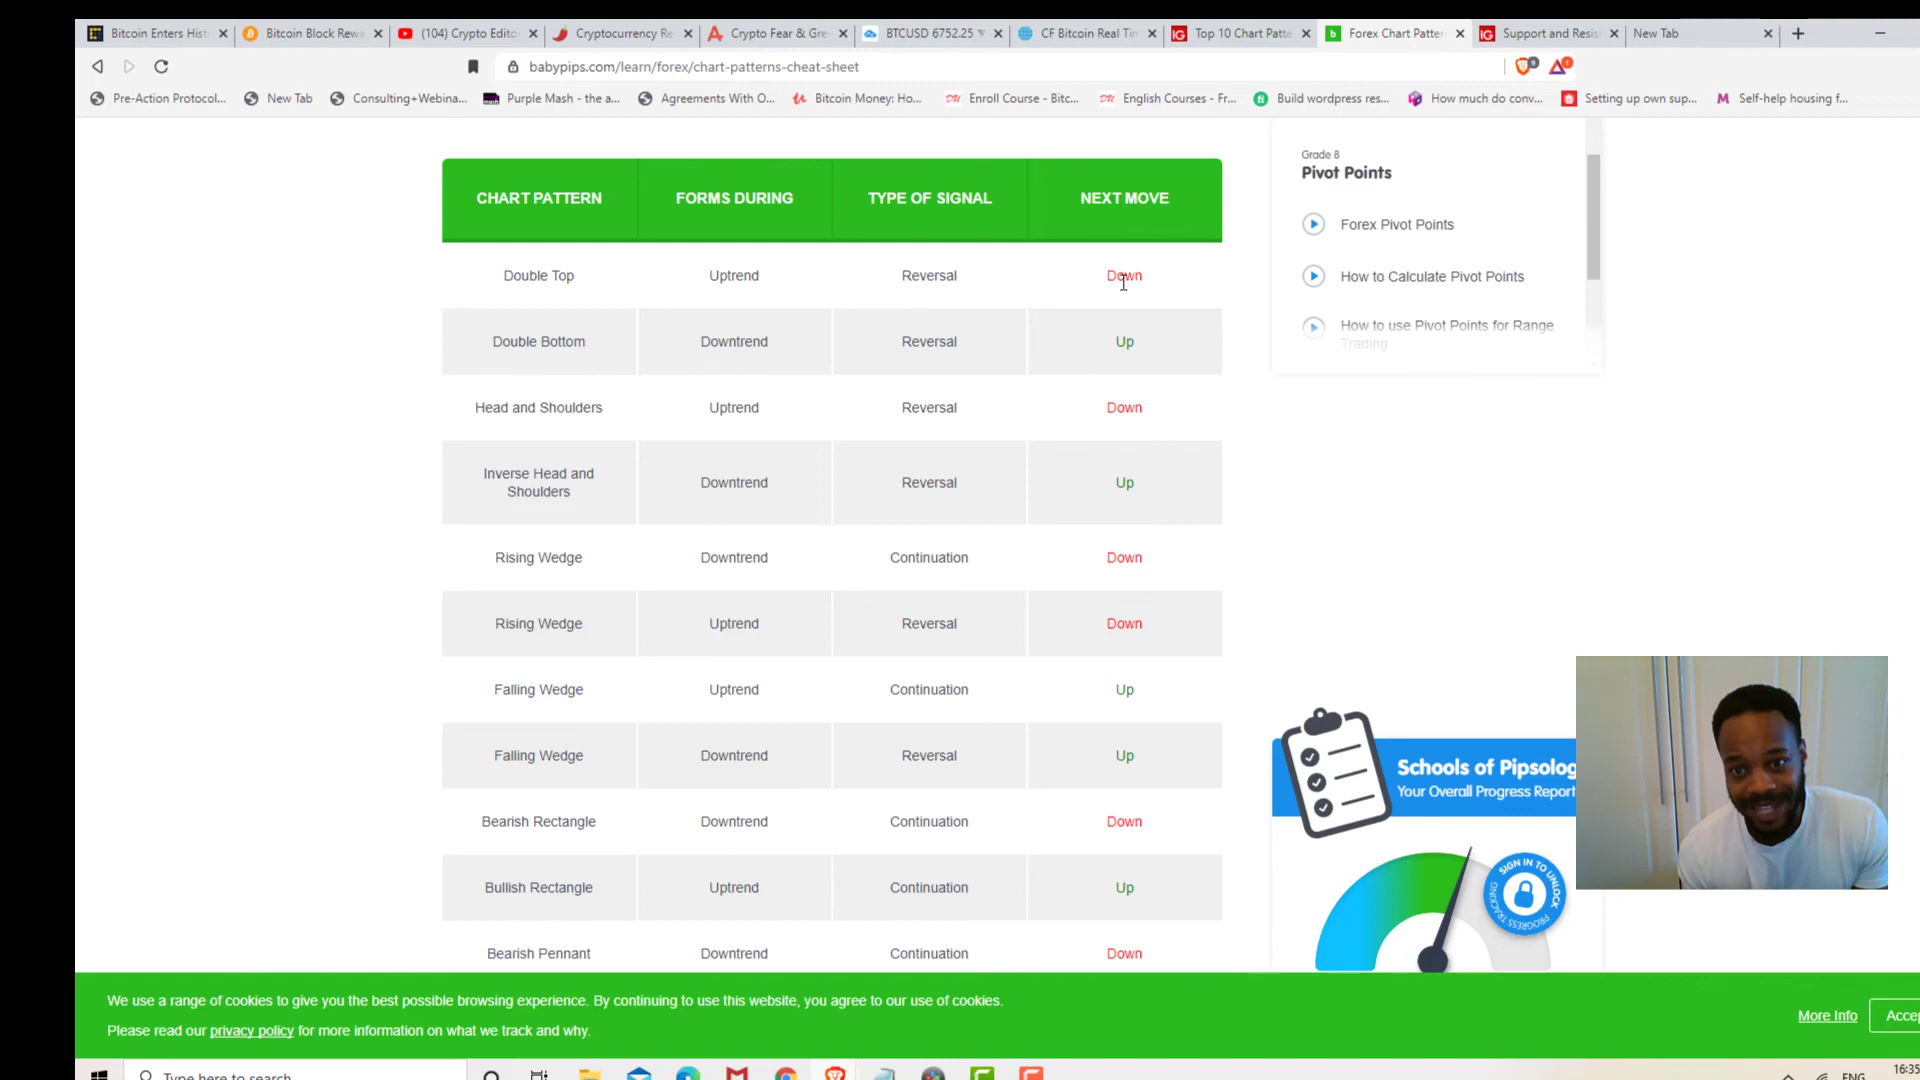 Bitcoin Enters Hist
Bitcoin Block Rewa
(104) Crypto Edito
Cryptocurrency Re
Crypto Fear & Gre
BTCUSD 6752.25
CF Bitcoin Real Tim
Top 10 Chart Patte
Forex Chart Patter
Support and Resis
New Tab
babypips.com/learn/forex/chart-patterns-cheat-sheet
Pre-Action Protocol...
New Tab
Consulting+Webina...
Purple Mash - the a...
Agreements With O...
Bitcoin Money: Ho...
Enroll Course - Bitc...
English Courses - Fr...
Build wordpress res...
How much do conv...
Setting up own sup...
Self-help housing f...
CHART PATTERN FORMS DURING TYPE OF SIGNAL NEXT MOVE
Double Top Uptrend Reversal Down
Double Bottom Downtrend Reversal Up
Head and Shoulders Uptrend Reversal Down
Inverse Head and
Shoulders Downtrend Reversal Up
Rising Wedge Downtrend Continuation Down
Rising Wedge Uptrend Reversal Down
Falling Wedge Uptrend Continuation Up
Falling Wedge Downtrend Reversal Up
Bearish Rectangle Downtrend Continuation Down
Bullish Rectangle Uptrend Continuation Up
Bearish Pennant Downtrend Continuation Down
Grade 8
Pivot Points
Forex Pivot Points
How to Calculate Pivot Points
How to use Pivot Points for Range
Trading
Schools of Pipsolog
Your Overall Progress Report
SIGN IN TO UNLOCK
PROGRESS TRACKING
We use a range of cookies to give you the best possible browsing experience. By continuing to use this website, you agree to our use of cookies.
Please read our privacy policy for more information on what we track and why.
More Info
Accep
Type here to search
ENG
16:35